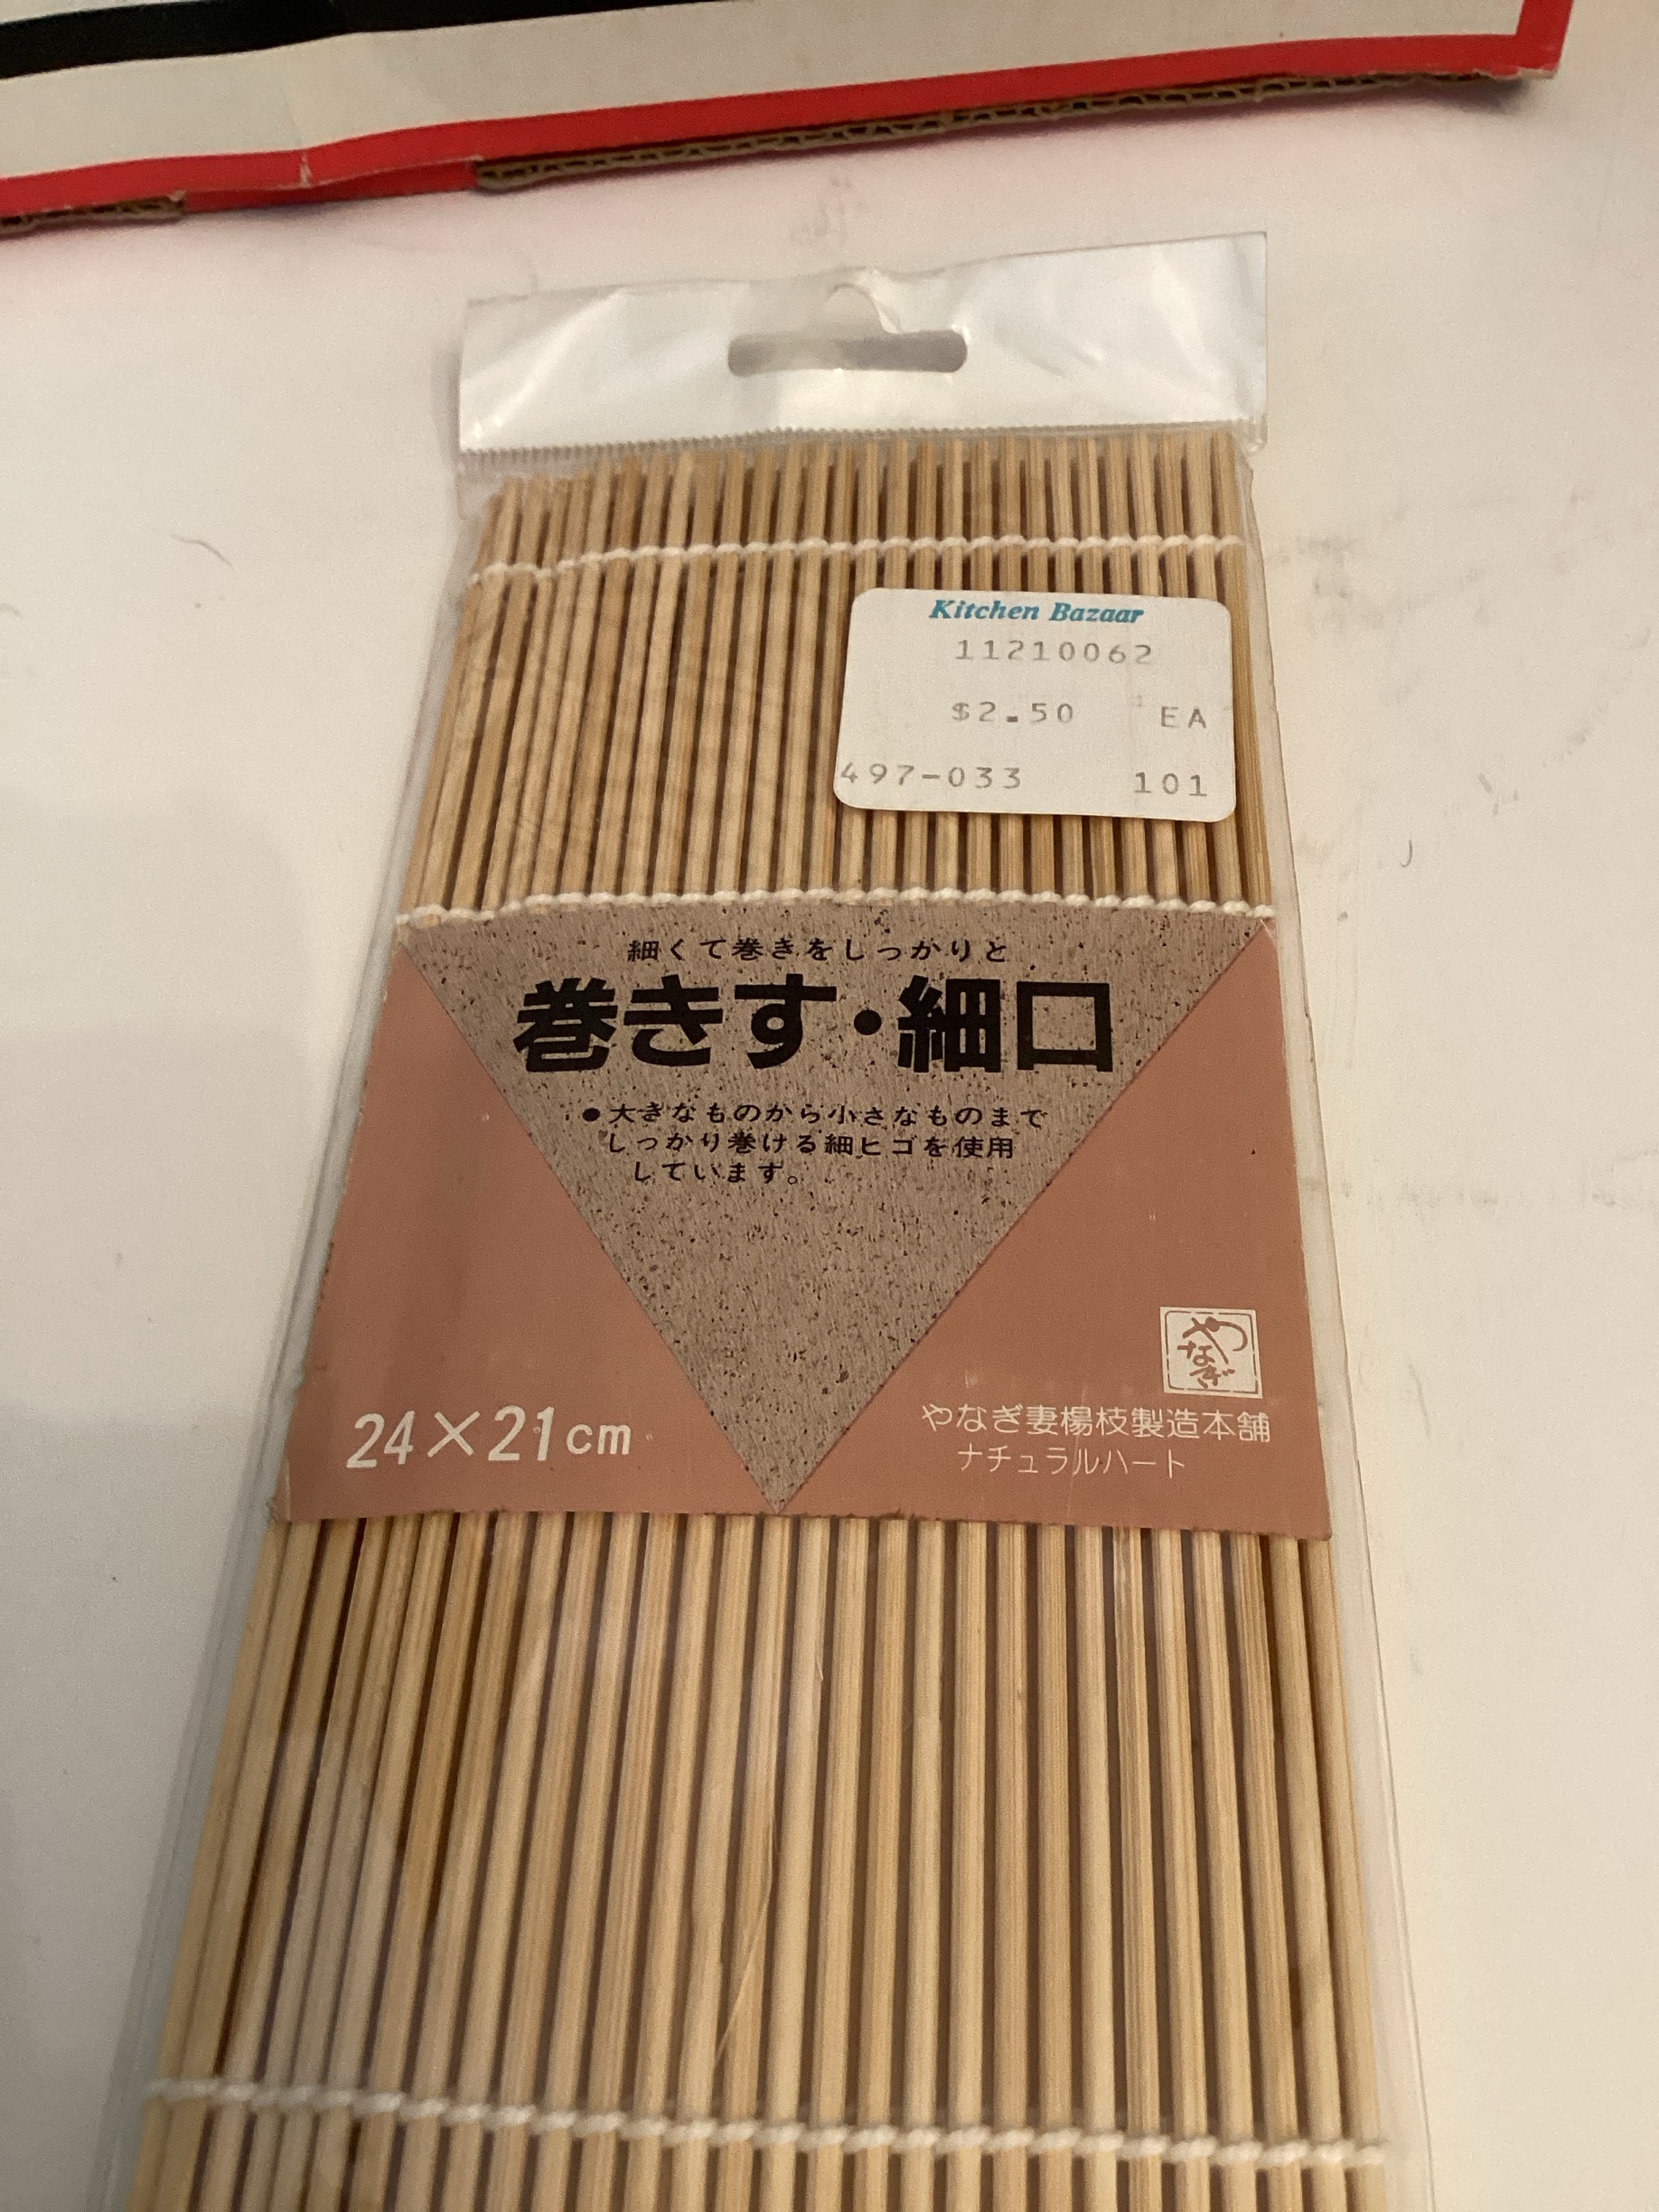 Kitchen Bazaar
11210062
$2.50 EA
497-033 101
細くて巻きをしっかりと
巻きす・細口
●大きなものから小さなものまで
しっかり巻ける細ヒゴを使用
しています。
やなぎ
24×21cm
やなぎ妻楊枝製造本舗
ナチュラルハート